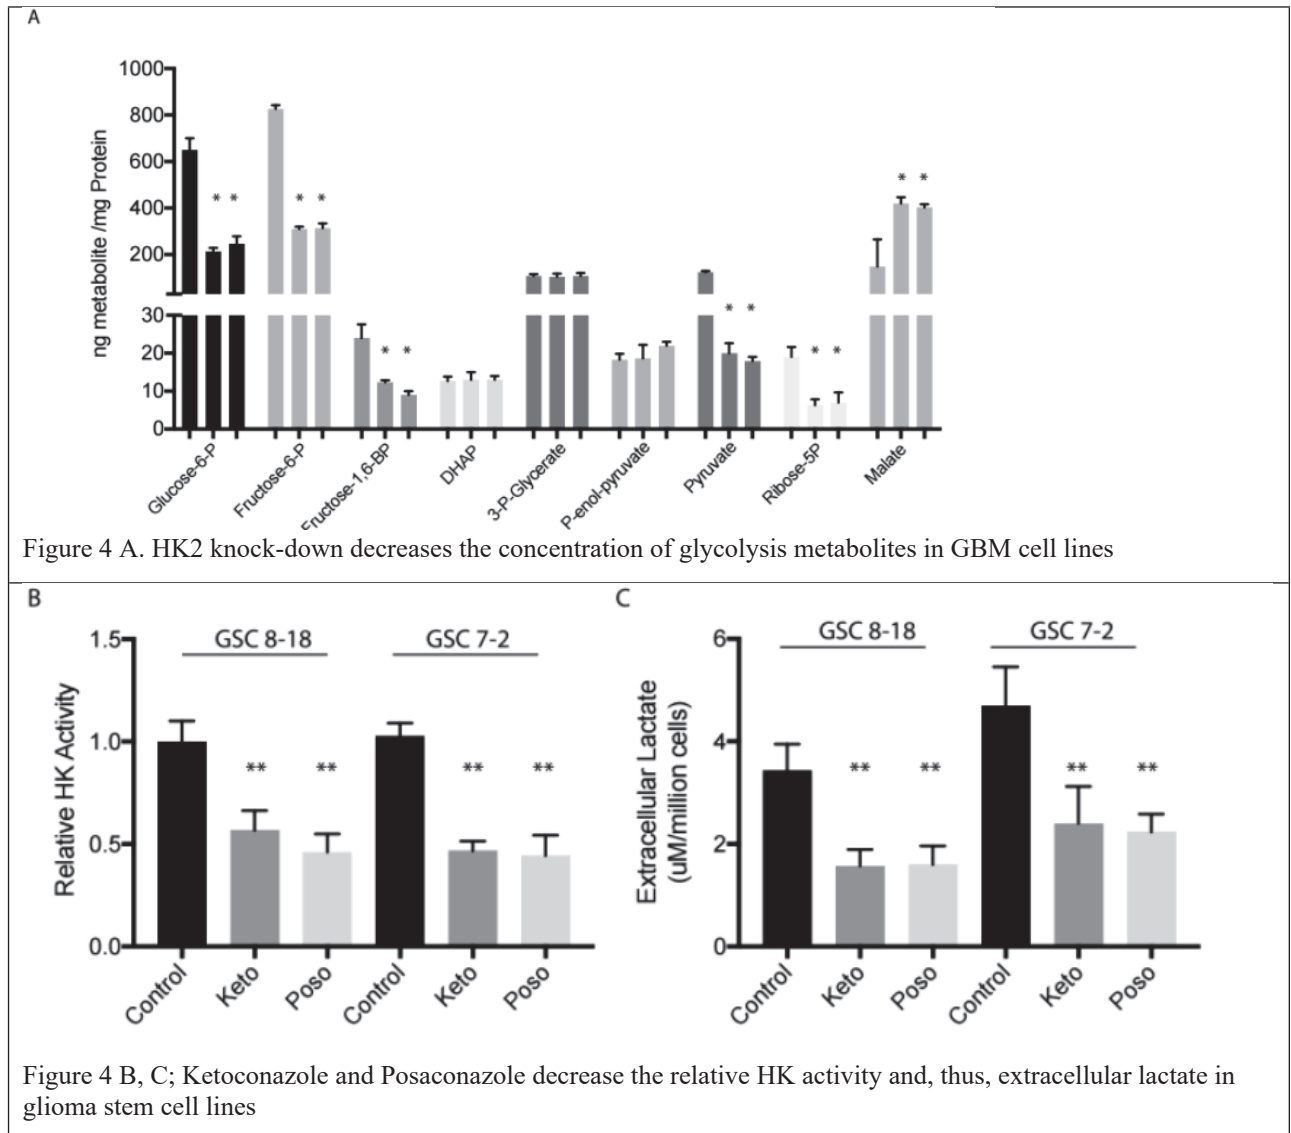 A
1000
800
600
400
200
30
20
10
0
ng metabolite /mg Protein
* * * * * * * * * * * *
Glucose-6-P
Fructose-6-P
Fructose-1,6-BP
DHAP
3-P-Glycerate
P-enol-pyruvate
Pyruvate
Ribose-5P
Malate
Figure 4 A. HK2 knock-down decreases the concentration of glycolysis metabolites in GBM cell lines
B
GSC 8-18
GSC 7-2
1.5
1.0
0.5
0.0
Relative HK Activity
** ** ** **
Control
Keto
Poso
Control
Keto
Poso
C
GSC 8-18
GSC 7-2
6
4
2
0
Extracellular Lactate
(uM/million cells)
** ** ** **
Control
Keto
Poso
Control
Keto
Poso
Figure 4 B, C; Ketoconazole and Posaconazole decrease the relative HK activity and, thus, extracellular lactate in
glioma stem cell lines